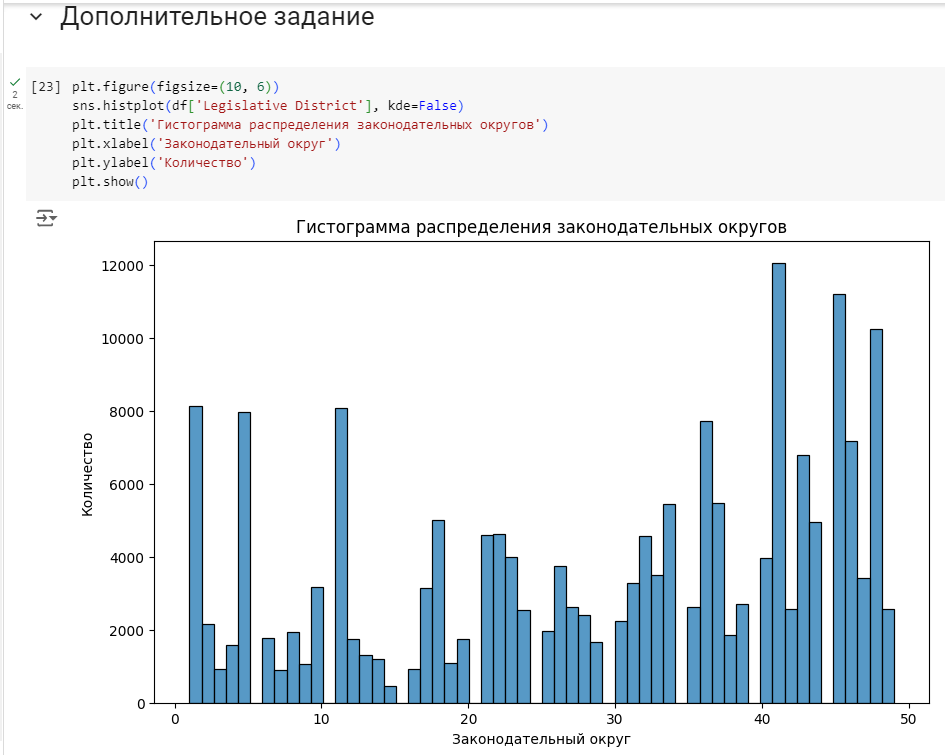 Дополнительное задание
[23] plt.figure(figsize=(10, 6))
2
сек.
sns.histplot(df['Legislative District'], kde=False)
plt.title('Гистограмма распределения законодательных округов')
plt.xlabel('Законодательный округ')
plt.ylabel('Количество')
plt.show()
Гистограмма распределения законодательных округов
12000
10000
8000
6000
4000
2000
0
Количество
0 10 20 30 40 50
Законодательный округ